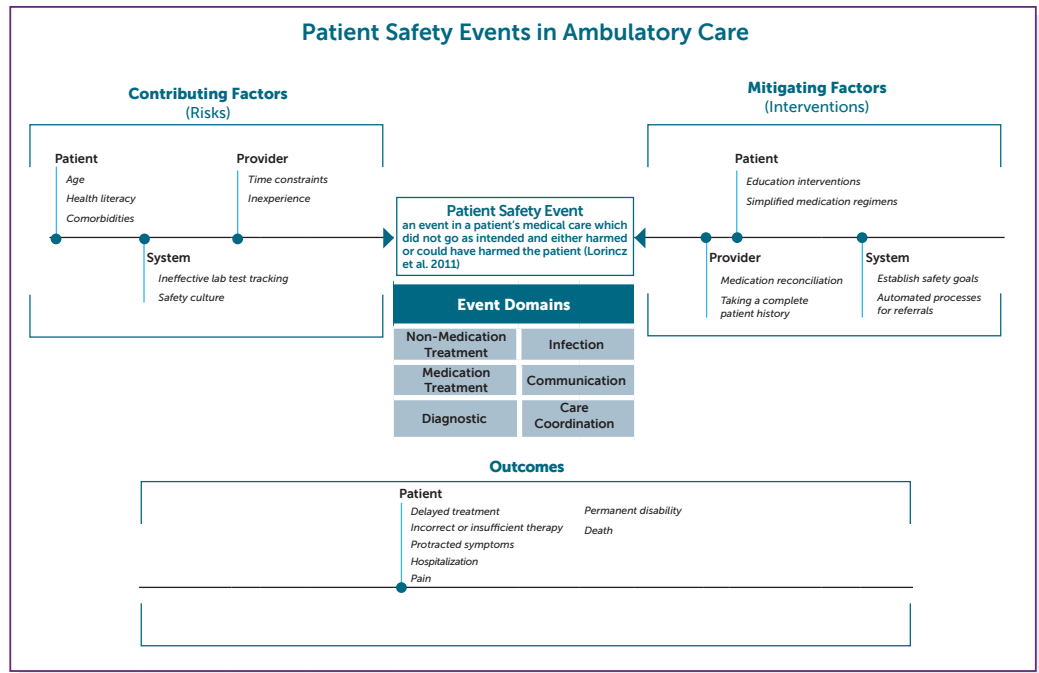 Patient Safety Events in Ambulatory Care
Contributing Factors
(Risks)
Patient
Age
Health literacy
Comorbidities
Provider
Time constraints
Inexperience
System
Ineffective lab test tracking
Safety culture
Patient Safety Event
an event in a patient's medical care which
did not go as intended and either harmed
or could have harmed the patient (Lorincz
et al. 2011)
Event Domains
Non-Medication
Treatment
Infection
Medication
Treatment
Communication
Diagnostic
Care
Coordination
Mitigating Factors
(Interventions)
Patient
Education interventions
Simplified medication regimens
Provider
Medication reconciliation
Taking a complete
patient history
System
Establish safety goals
Automated processes
for referrals
Outcomes
Patient
Delayed treatment
Incorrect or insufficient therapy
Protracted symptoms
Hospitalization
Pain
Permanent disability
Death